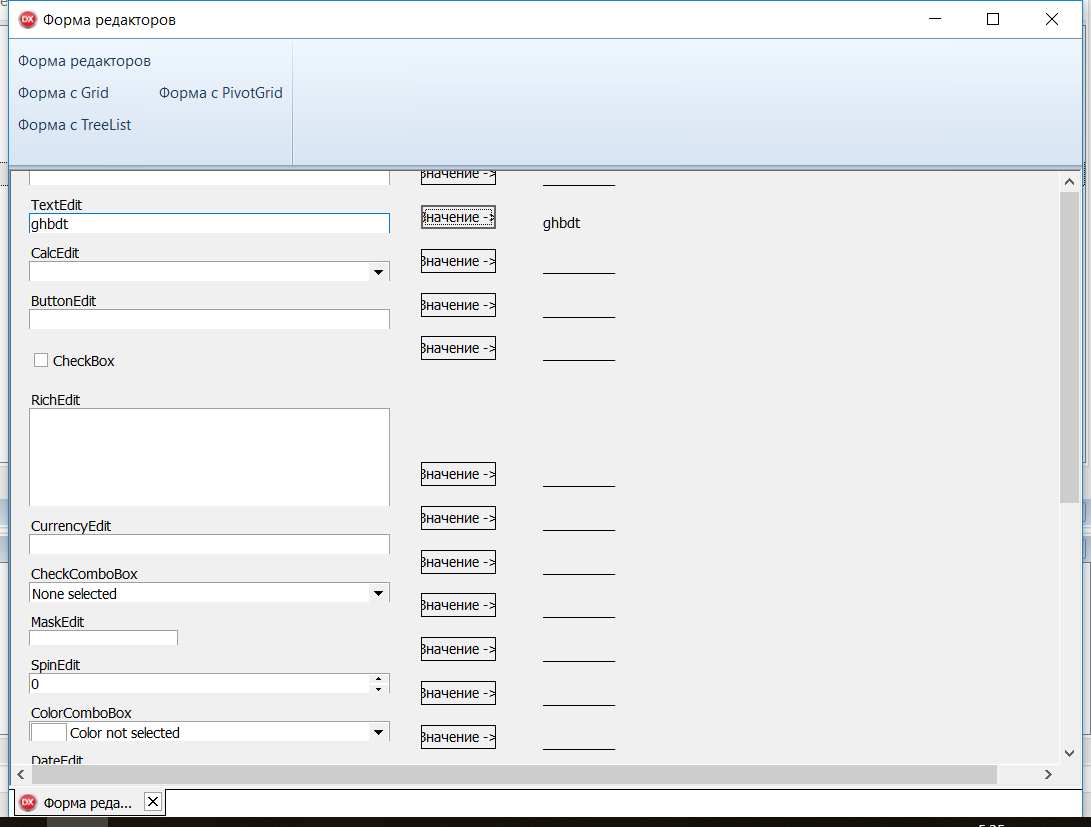 DX Форма редакторов
Форма редакторов
Форма с Grid Форма с PivotGrid
Форма с TreeList
Значение ->
TextEdit
ghbdt Значение -> ghbdt
CalcEdit
Значение ->
ButtonEdit
Значение ->
Значение ->
CheckBox
RichEdit
Значение ->
Значение ->
CurrencyEdit
Значение ->
CheckComboBox
None selected
Значение ->
MaskEdit
Значение ->
SpinEdit
0
Значение ->
ColorComboBox
Color not selected
Значение ->
DateEdit
DX Форма реда...